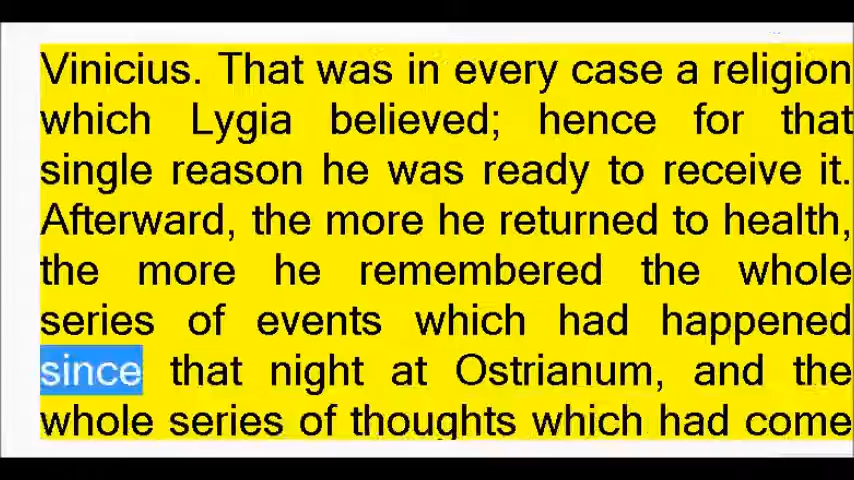 Vinicius. That was in every case a religion
which Lygia believed; hence for that
single reason he was ready to receive it.
Afterward, the more he returned to health,
the more he remembered the whole
series of events which had happened
since that night at Ostrianum, and the
whole series of thoughts which had come